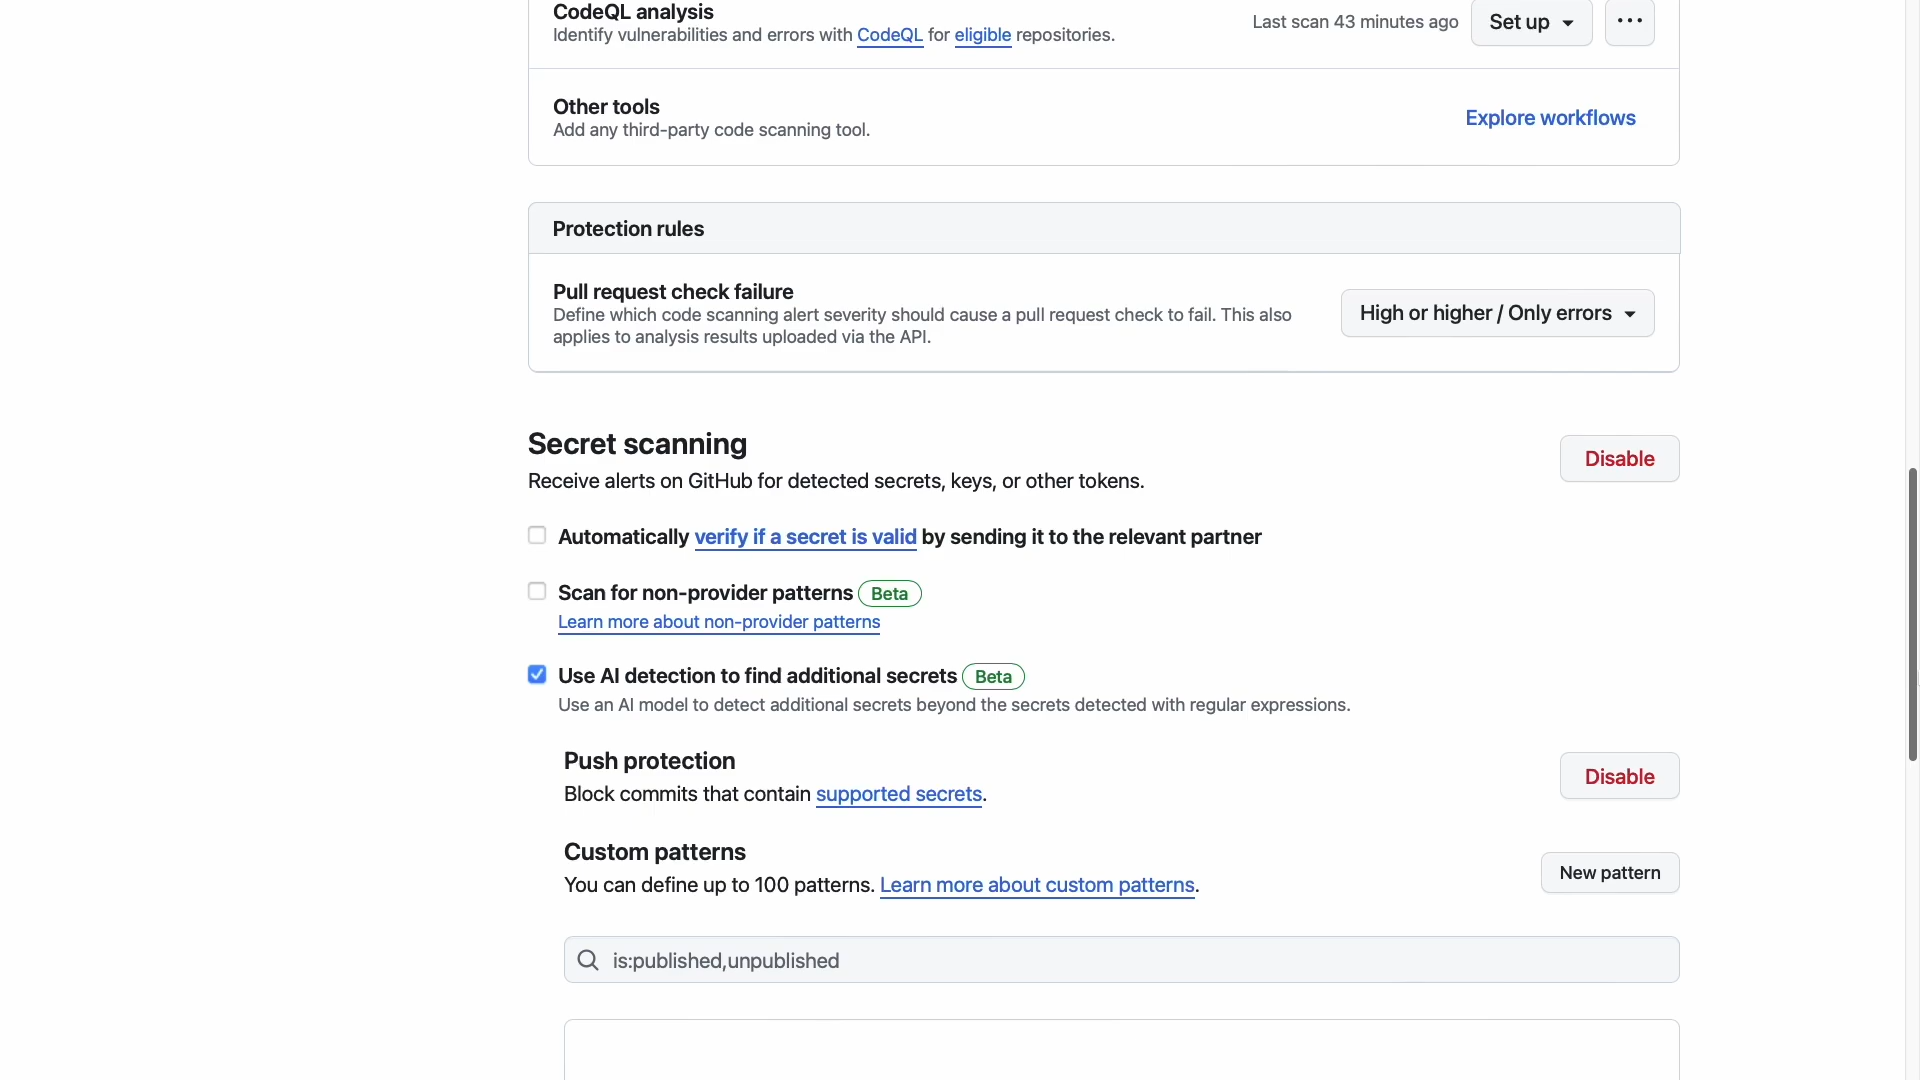 CodeQL analysis
Identify vulnerabilities and errors with CodeQL for eligible repositories.
Last scan 43 minutes ago
Set up
Other tools
Add any third-party code scanning tool.
Explore workflows
Protection rules
Pull request check failure
Define which code scanning alert severity should cause a pull request check to fail. This also
applies to analysis results uploaded via the API.
High or higher / Only errors
Secret scanning
Receive alerts on GitHub for detected secrets, keys, or other tokens.
Disable
Automatically verify if a secret is valid by sending it to the relevant partner
Scan for non-provider patterns Beta
Learn more about non-provider patterns
Use AI detection to find additional secrets Beta
Use an AI model to detect additional secrets beyond the secrets detected with regular expressions.
Push protection
Block commits that contain supported secrets.
Disable
Custom patterns
You can define up to 100 patterns. Learn more about custom patterns.
New pattern
is:published,unpublished